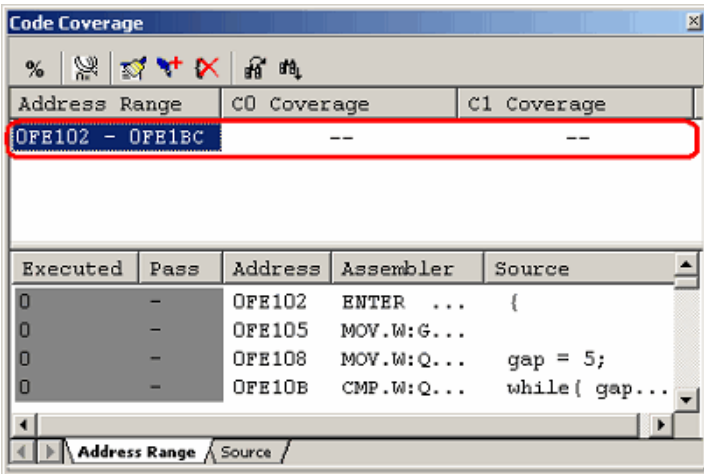 Code Coverage
%
Address Range C0 Coverage C1 Coverage
0FE102 - 0FE1BC -- --
Executed Pass Address Assembler Source
0 - 0FE102 ENTER ... {
0 - 0FE105 MOV.W:G...
0 - 0FE108 MOV.W:Q... gap = 5;
0 - 0FE10B CMP.W:Q... while( gap...
Address Range Source